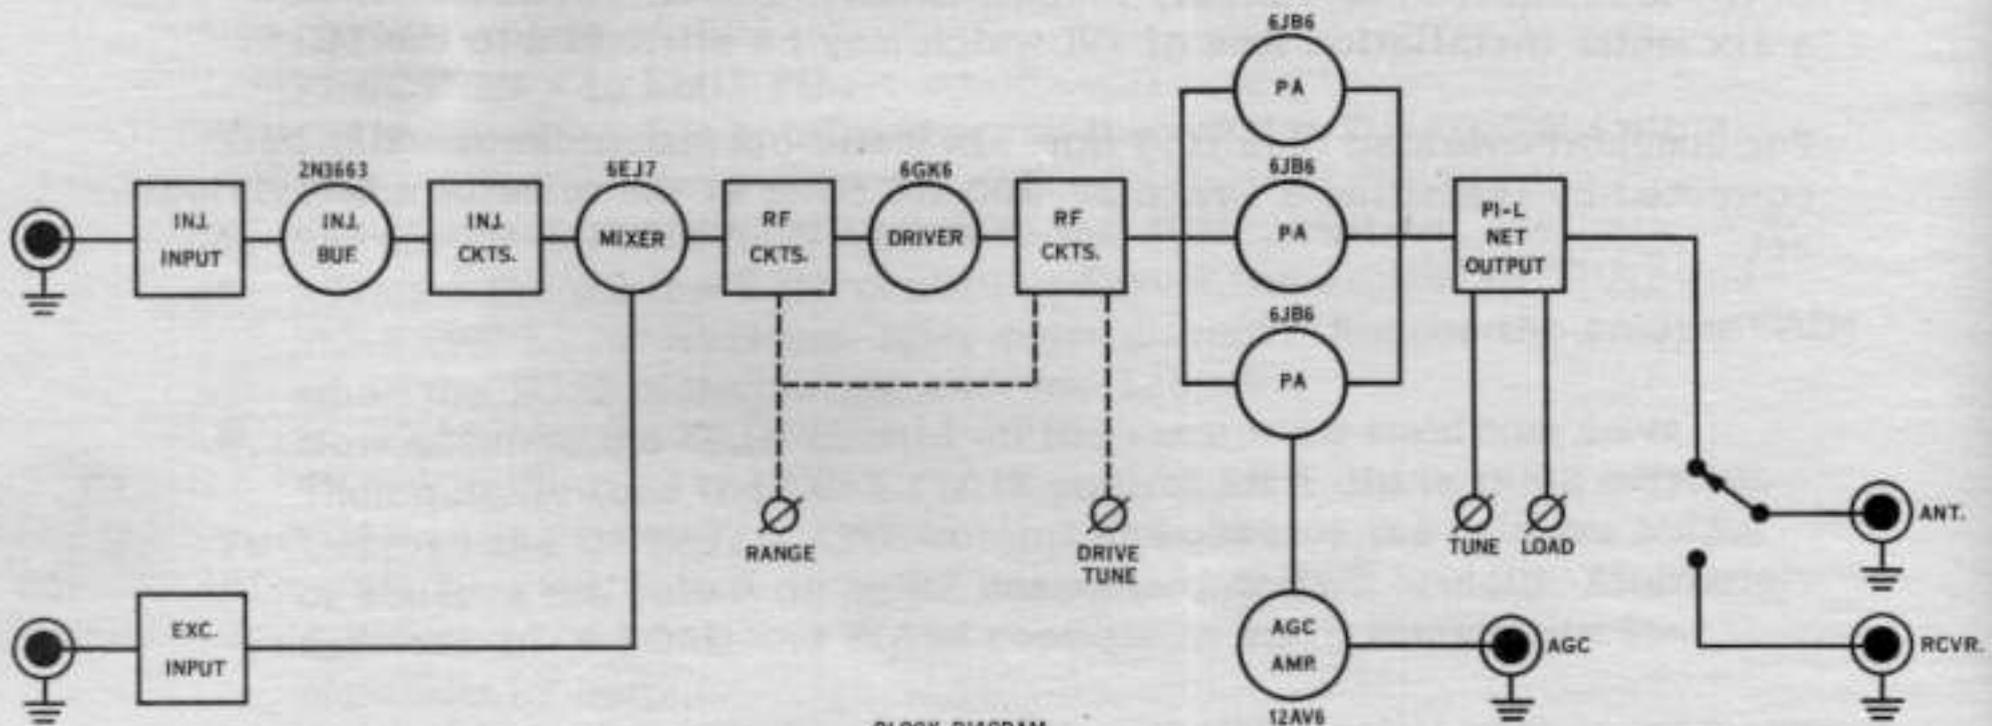 6JB6
PA
2N3663
6EJ7
6GK6
6JB6
INJ.
INPUT
INJ.
BUF.
INJ.
CKTS.
MIXER
RF
CKTS.
DRIVER
RF
CKTS.
PA
PI-L
NET
OUTPUT
6JB6
PA
RANGE
DRIVE
TUNE
TUNE
LOAD
ANT.
EXC.
INPUT
AGC
AMP.
AGC
RCVR.
12AV6
BLOCK DIAGRAM